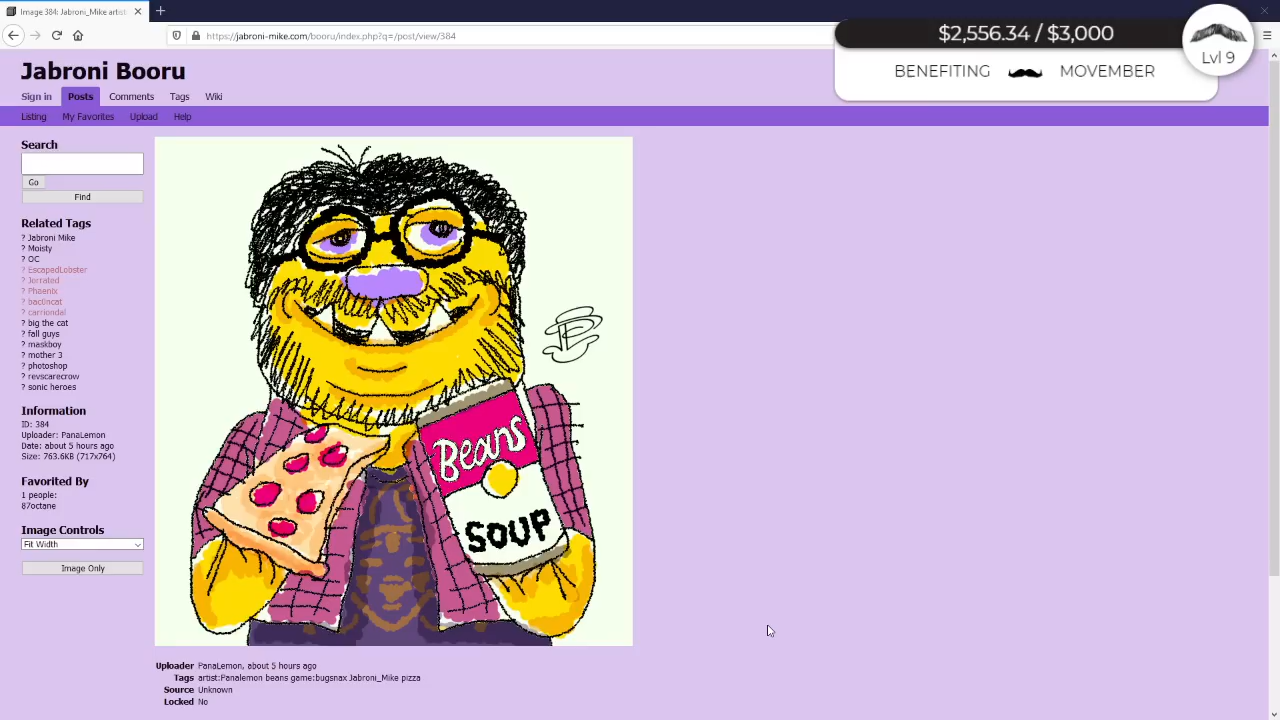 Image 384: Jabroni_Mike artist
https://jabroni-mike.com/booru/index.php?q=/post/view/384
$2,556.34 / $3,000
Lvl 9
BENEFITING MOVEMBER
Jabroni Booru
Sign in Posts Comments Tags Wiki
Listing My Favorites Upload Help
Search
Go
Find
Related Tags
? Jabroni Mike
? Moisty
? OC
? EscapedLobster
? Jorrated
? Phaenix
? bact0ncat
? carriondal
? big the cat
? fall guys
? maskboy
? mother 3
? photoshop
? revscarecrow
? sonic heroes
Information
ID: 384
Uploader: PanaLemon
Date: about 5 hours ago
Size: 763.6KB (717x764)
Favorited By
1 people:
87octane
Image Controls
Fit Width
Image Only
Beans
SOUP
Uploader PanaLemon, about 5 hours ago
Tags artist:Panalemon beans game:bugsnax Jabroni_Mike pizza
Source Unknown
Locked No